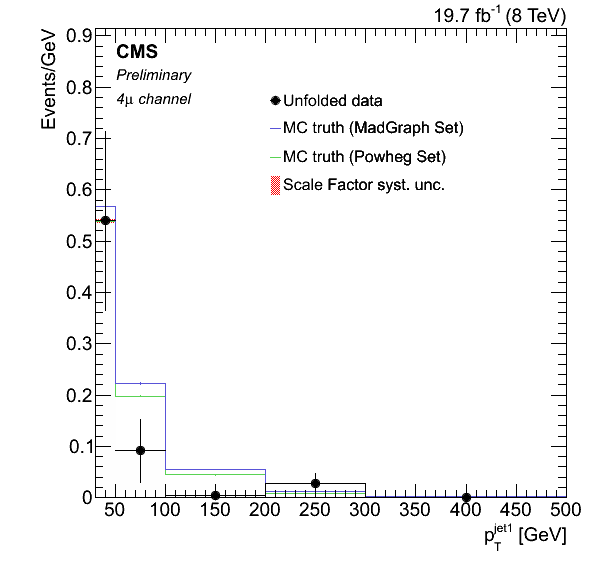 19.7 fb⁻¹ (8 TeV)
Events/GeV
CMS
Preliminary
4μ channel
Unfolded data
MC truth (MadGraph Set)
MC truth (Powheg Set)
Scale Factor syst. unc.
0.9
0.8
0.7
0.6
0.5
0.4
0.3
0.2
0.1
0
50 100 150 200 250 300 350 400 450 500
p_T^jet1 [GeV]